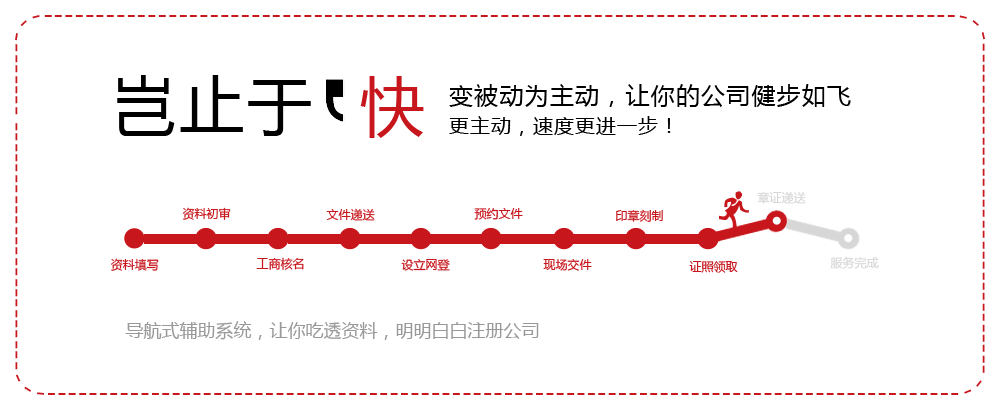 岂止于❜快
变被动为主动，让你的公司健步如飞
更主动，速度更进一步！
资料填写
资料初审
工商核名
文件递送
设立网登
预约文件
现场交件
印章刻制
证照领取
章证递送
服务完成
导航式辅助系统，让你吃透资料，明明白白注册公司